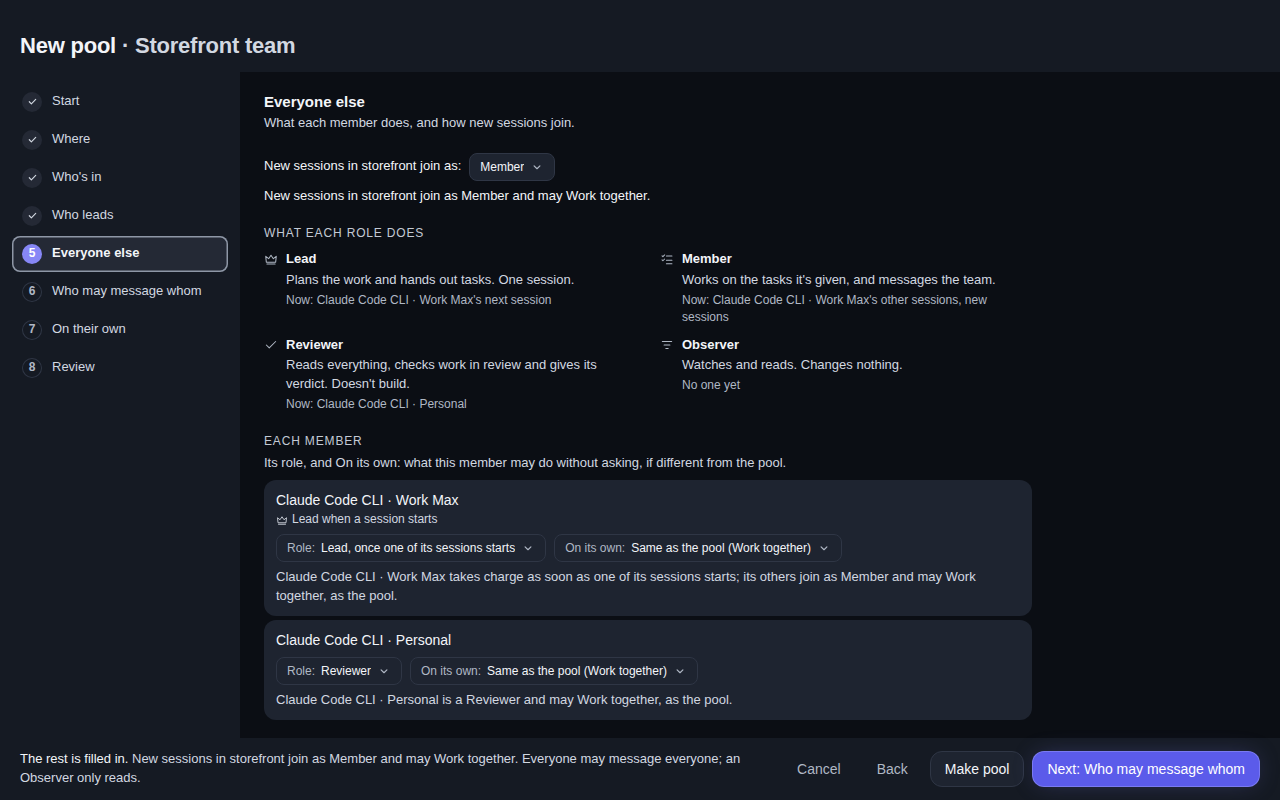 New pool · Storefront team
Start
Where
Who's in
Who leads
5 Everyone else
6 Who may message whom
7 On their own
8 Review
Everyone else
What each member does, and how new sessions join.
New sessions in storefront join as: Member
New sessions in storefront join as Member and may Work together.
WHAT EACH ROLE DOES
Lead
Plans the work and hands out tasks. One session.
Now: Claude Code CLI · Work Max's next session
Member
Works on the tasks it's given, and messages the team.
Now: Claude Code CLI · Work Max's other sessions, new
sessions
Reviewer
Reads everything, checks work in review and gives its
verdict. Doesn't build.
Now: Claude Code CLI · Personal
Observer
Watches and reads. Changes nothing.
No one yet
EACH MEMBER
Its role, and On its own: what this member may do without asking, if different from the pool.
Claude Code CLI · Work Max
Lead when a session starts
Role: Lead, once one of its sessions starts On its own: Same as the pool (Work together)
Claude Code CLI · Work Max takes charge as soon as one of its sessions starts; its others join as Member and may Work
together, as the pool.
Claude Code CLI · Personal
Role: Reviewer On its own: Same as the pool (Work together)
Claude Code CLI · Personal is a Reviewer and may Work together, as the pool.
The rest is filled in. New sessions in storefront join as Member and may Work together. Everyone may message everyone; an
Observer only reads.
Cancel Back Make pool Next: Who may message whom